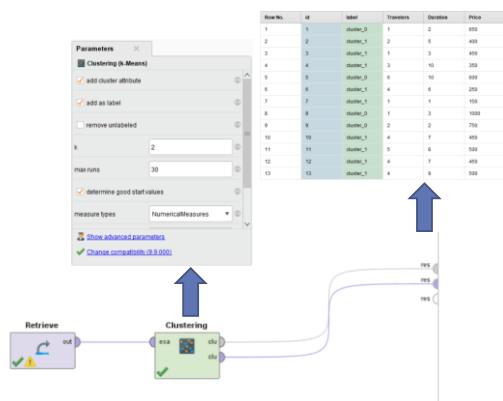 Row No. id label Travelers Duration Price
1 1 cluster_0 1 2 650
2 2 cluster_1 2 5 400
3 3 cluster_1 1 3 450
4 4 cluster_1 3 10 350
5 5 cluster_0 6 10 600
6 6 cluster_1 4 6 250
7 7 cluster_1 1 1 150
8 8 cluster_0 1 3 1000
9 9 cluster_0 2 2 750
10 10 cluster_1 4 7 450
11 11 cluster_1 5 8 500
12 12 cluster_1 4 7 450
13 13 cluster_1 4 9 500
Parameters
Clustering (k-Means)
add cluster attribute
add as label
remove unlabeled
k 2
max runs 30
determine good start values
measure types NumericalMeasures
Show advanced parameters
Change compatibility (9.9.000)
res
res
res
Retrieve
out
Clustering
exa clu
clu